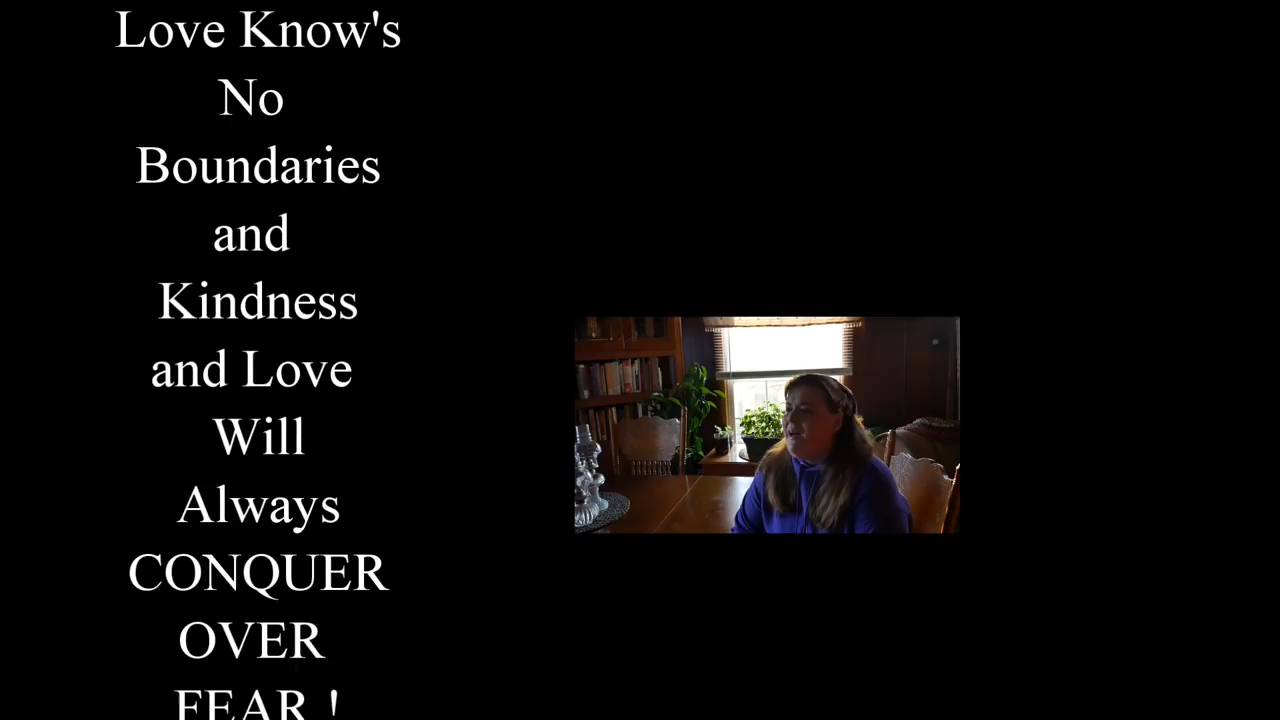 Love Know's
No
Boundaries
and
Kindness
and Love
Will
Always
CONQUER
OVER
FEAR !